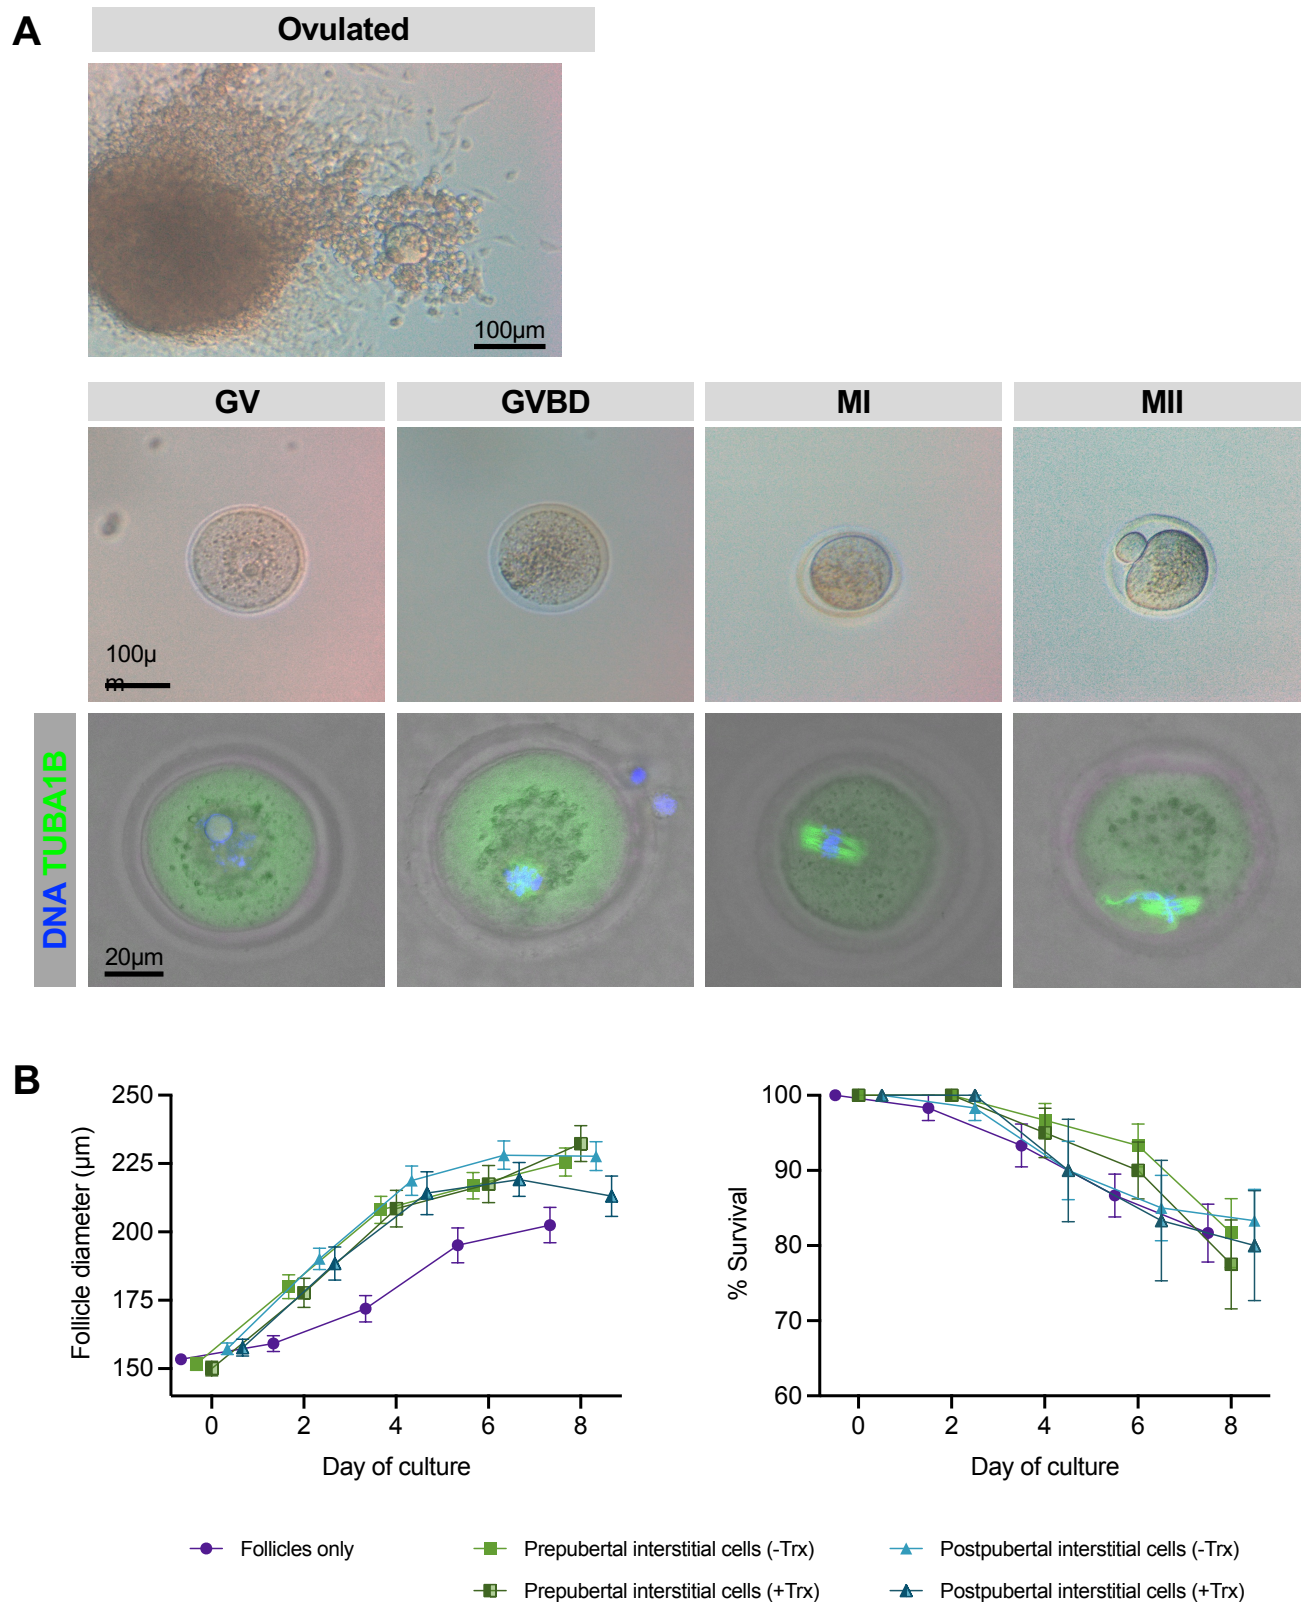 A
Ovulated
100µm
GV
GVBD
MI
MII
100µ
m
DNA TUBA1B
20µm
B
250
225
200
175
150
Follicle diameter (µm)
0 2 4 6 8
Day of culture
100
90
80
70
60
% Survival
0 2 4 6 8
Day of culture
Follicles only
Prepubertal interstitial cells (-Trx)
Postpubertal interstitial cells (-Trx)
Prepubertal interstitial cells (+Trx)
Postpubertal interstitial cells (+Trx)